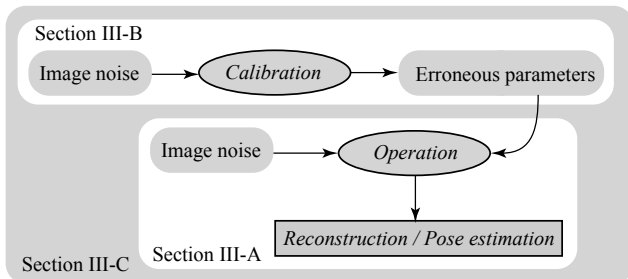 Section III-B
Image noise
Calibration
Erroneous parameters
Image noise
Operation
Reconstruction / Pose estimation
Section III-A
Section III-C